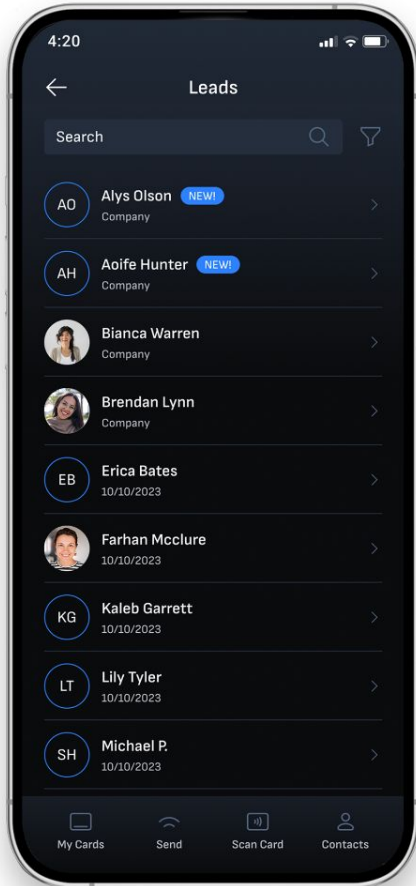 4:20
Leads
Search
AO
Alys Olson NEW!
Company
AH
Aoife Hunter NEW!
Company
Bianca Warren
Company
Brendan Lynn
Company
EB
Erica Bates
10/10/2023
Farhan Mcclure
10/10/2023
KG
Kaleb Garrett
10/10/2023
LT
Lily Tyler
10/10/2023
SH
Michael P.
10/10/2023
My Cards Send Scan Card Contacts